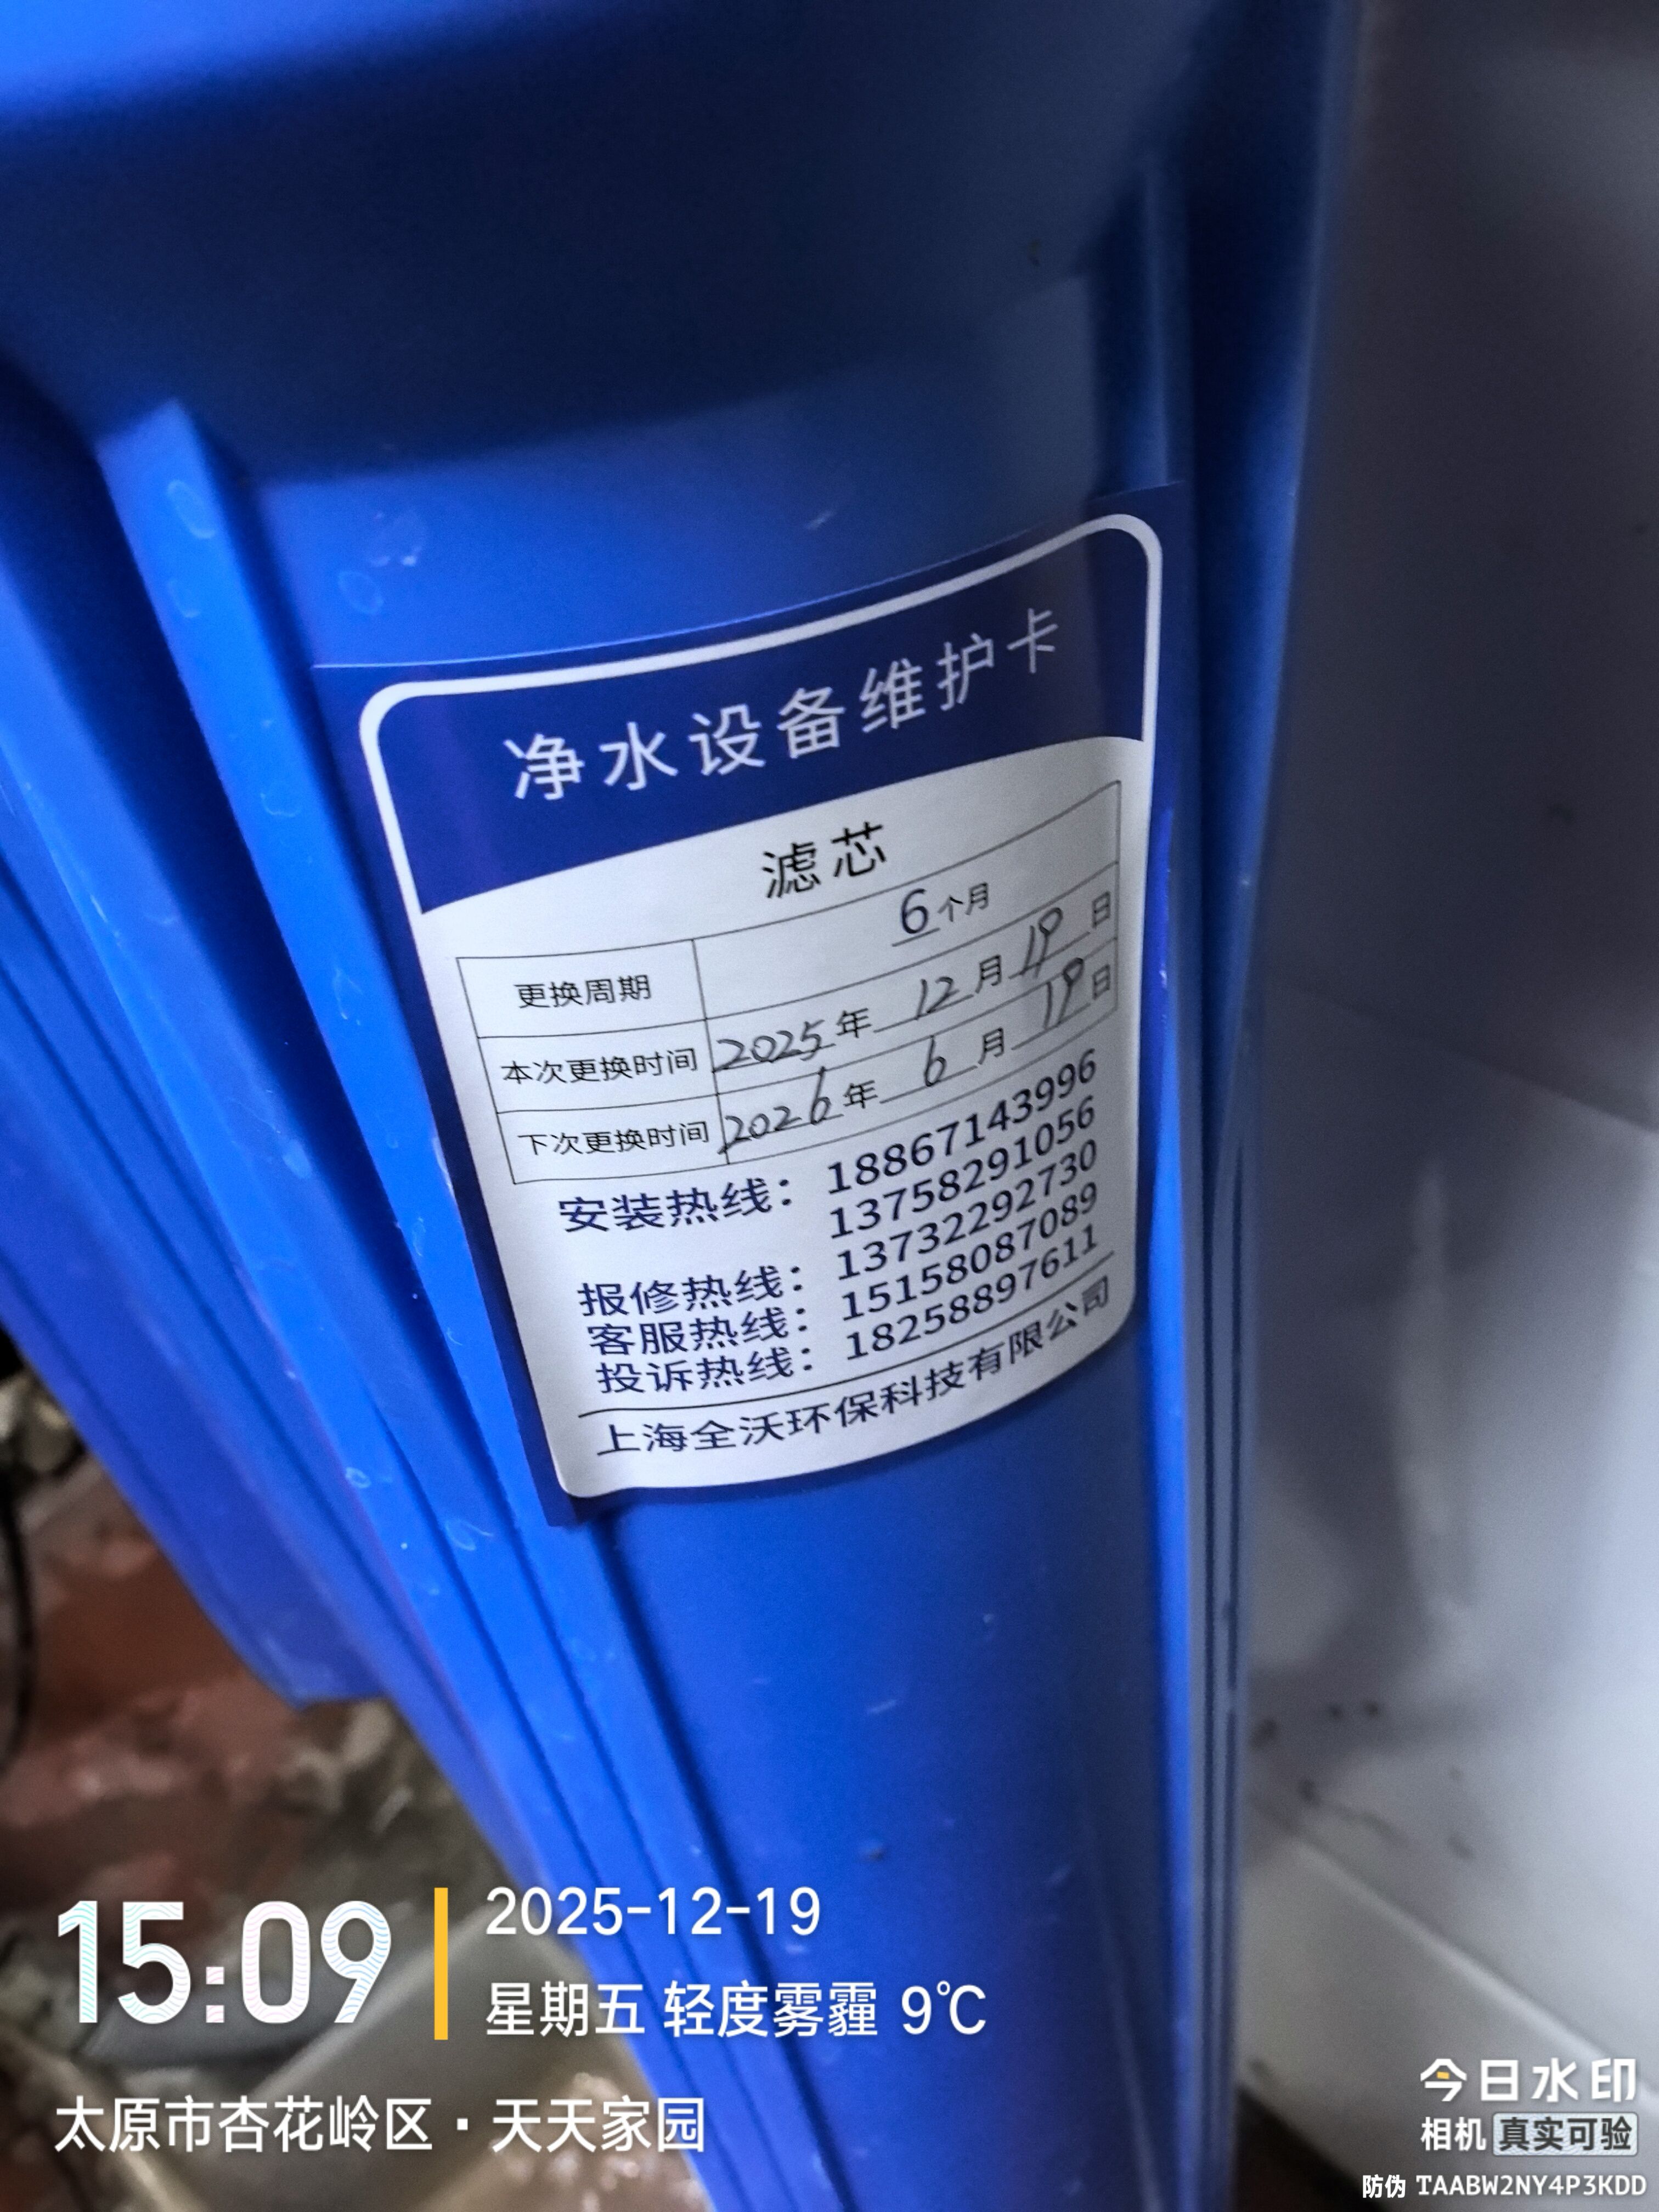 净水设备维护卡
滤芯
更换周期 6个月
本次更换时间 2025年12月19日
下次更换时间 2026年6月19日
安装热线：18867143996
13758291056
报修热线：13732292730
客服热线：15158087089
投诉热线：18258897611
上海全沃环保科技有限公司
15:09
2025-12-19
星期五 轻度雾霾 9℃
太原市杏花岭区·天天家园
今日水印
相机 真实可验
防伪 TAABW2NY4P3KDD